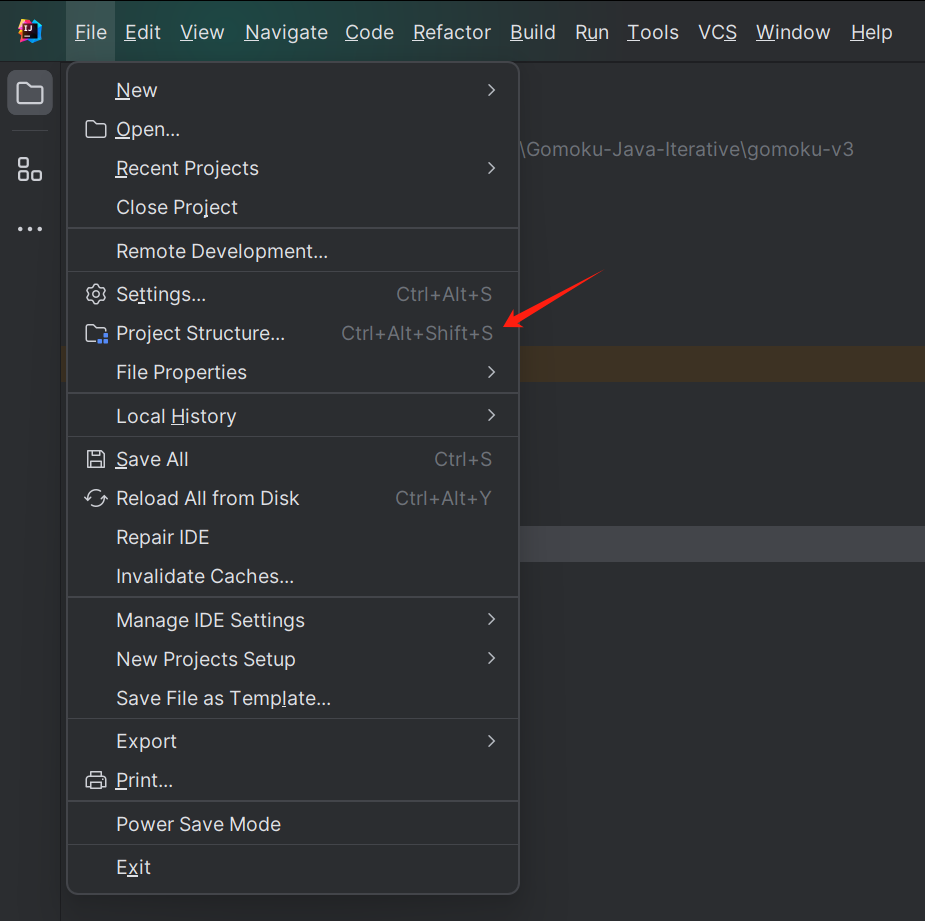 File Edit View Navigate Code Refactor Build Run Tools VCS Window Help
New
\Gomoku-Java-Iterative\gomoku-v3
Open...
Recent Projects
Close Project
Remote Development...
Settings... Ctrl+Alt+S
Project Structure... Ctrl+Alt+Shift+S
File Properties
Local History
Save All Ctrl+S
Reload All from Disk Ctrl+Alt+Y
Repair IDE
Invalidate Caches...
Manage IDE Settings
New Projects Setup
Save File as Template...
Export
Print...
Power Save Mode
Exit